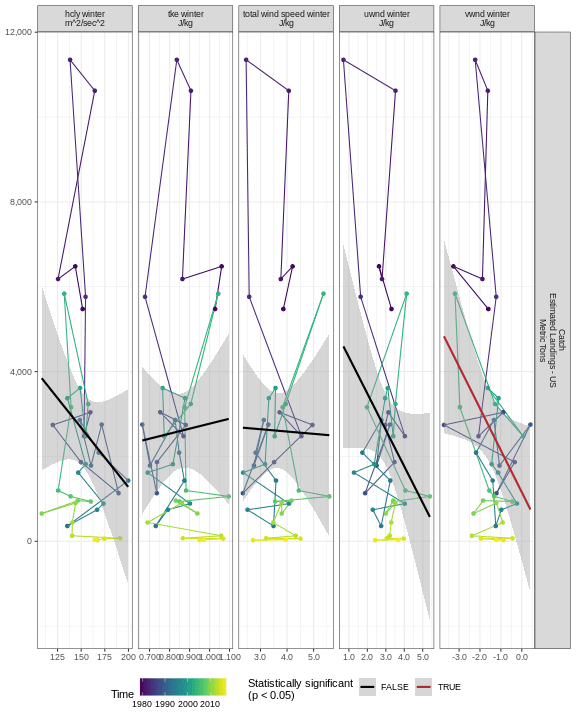 hcly winter
m^2/sec^2
tke winter
J/kg
total wind speed winter
J/kg
uwnd winter
J/kg
vwnd winter
J/kg
12,000
8,000
4,000
0
Catch
Estimated Landings - US
Metric Tons
125 150 175 200
0.700 0.800 0.900 1.000 1.100
3.0 4.0 5.0
1.0 2.0 3.0 4.0 5.0
-3.0 -2.0 -1.0 0.0
Time
1980 1990 2000 2010
Statistically significant
(p < 0.05)
FALSE
TRUE